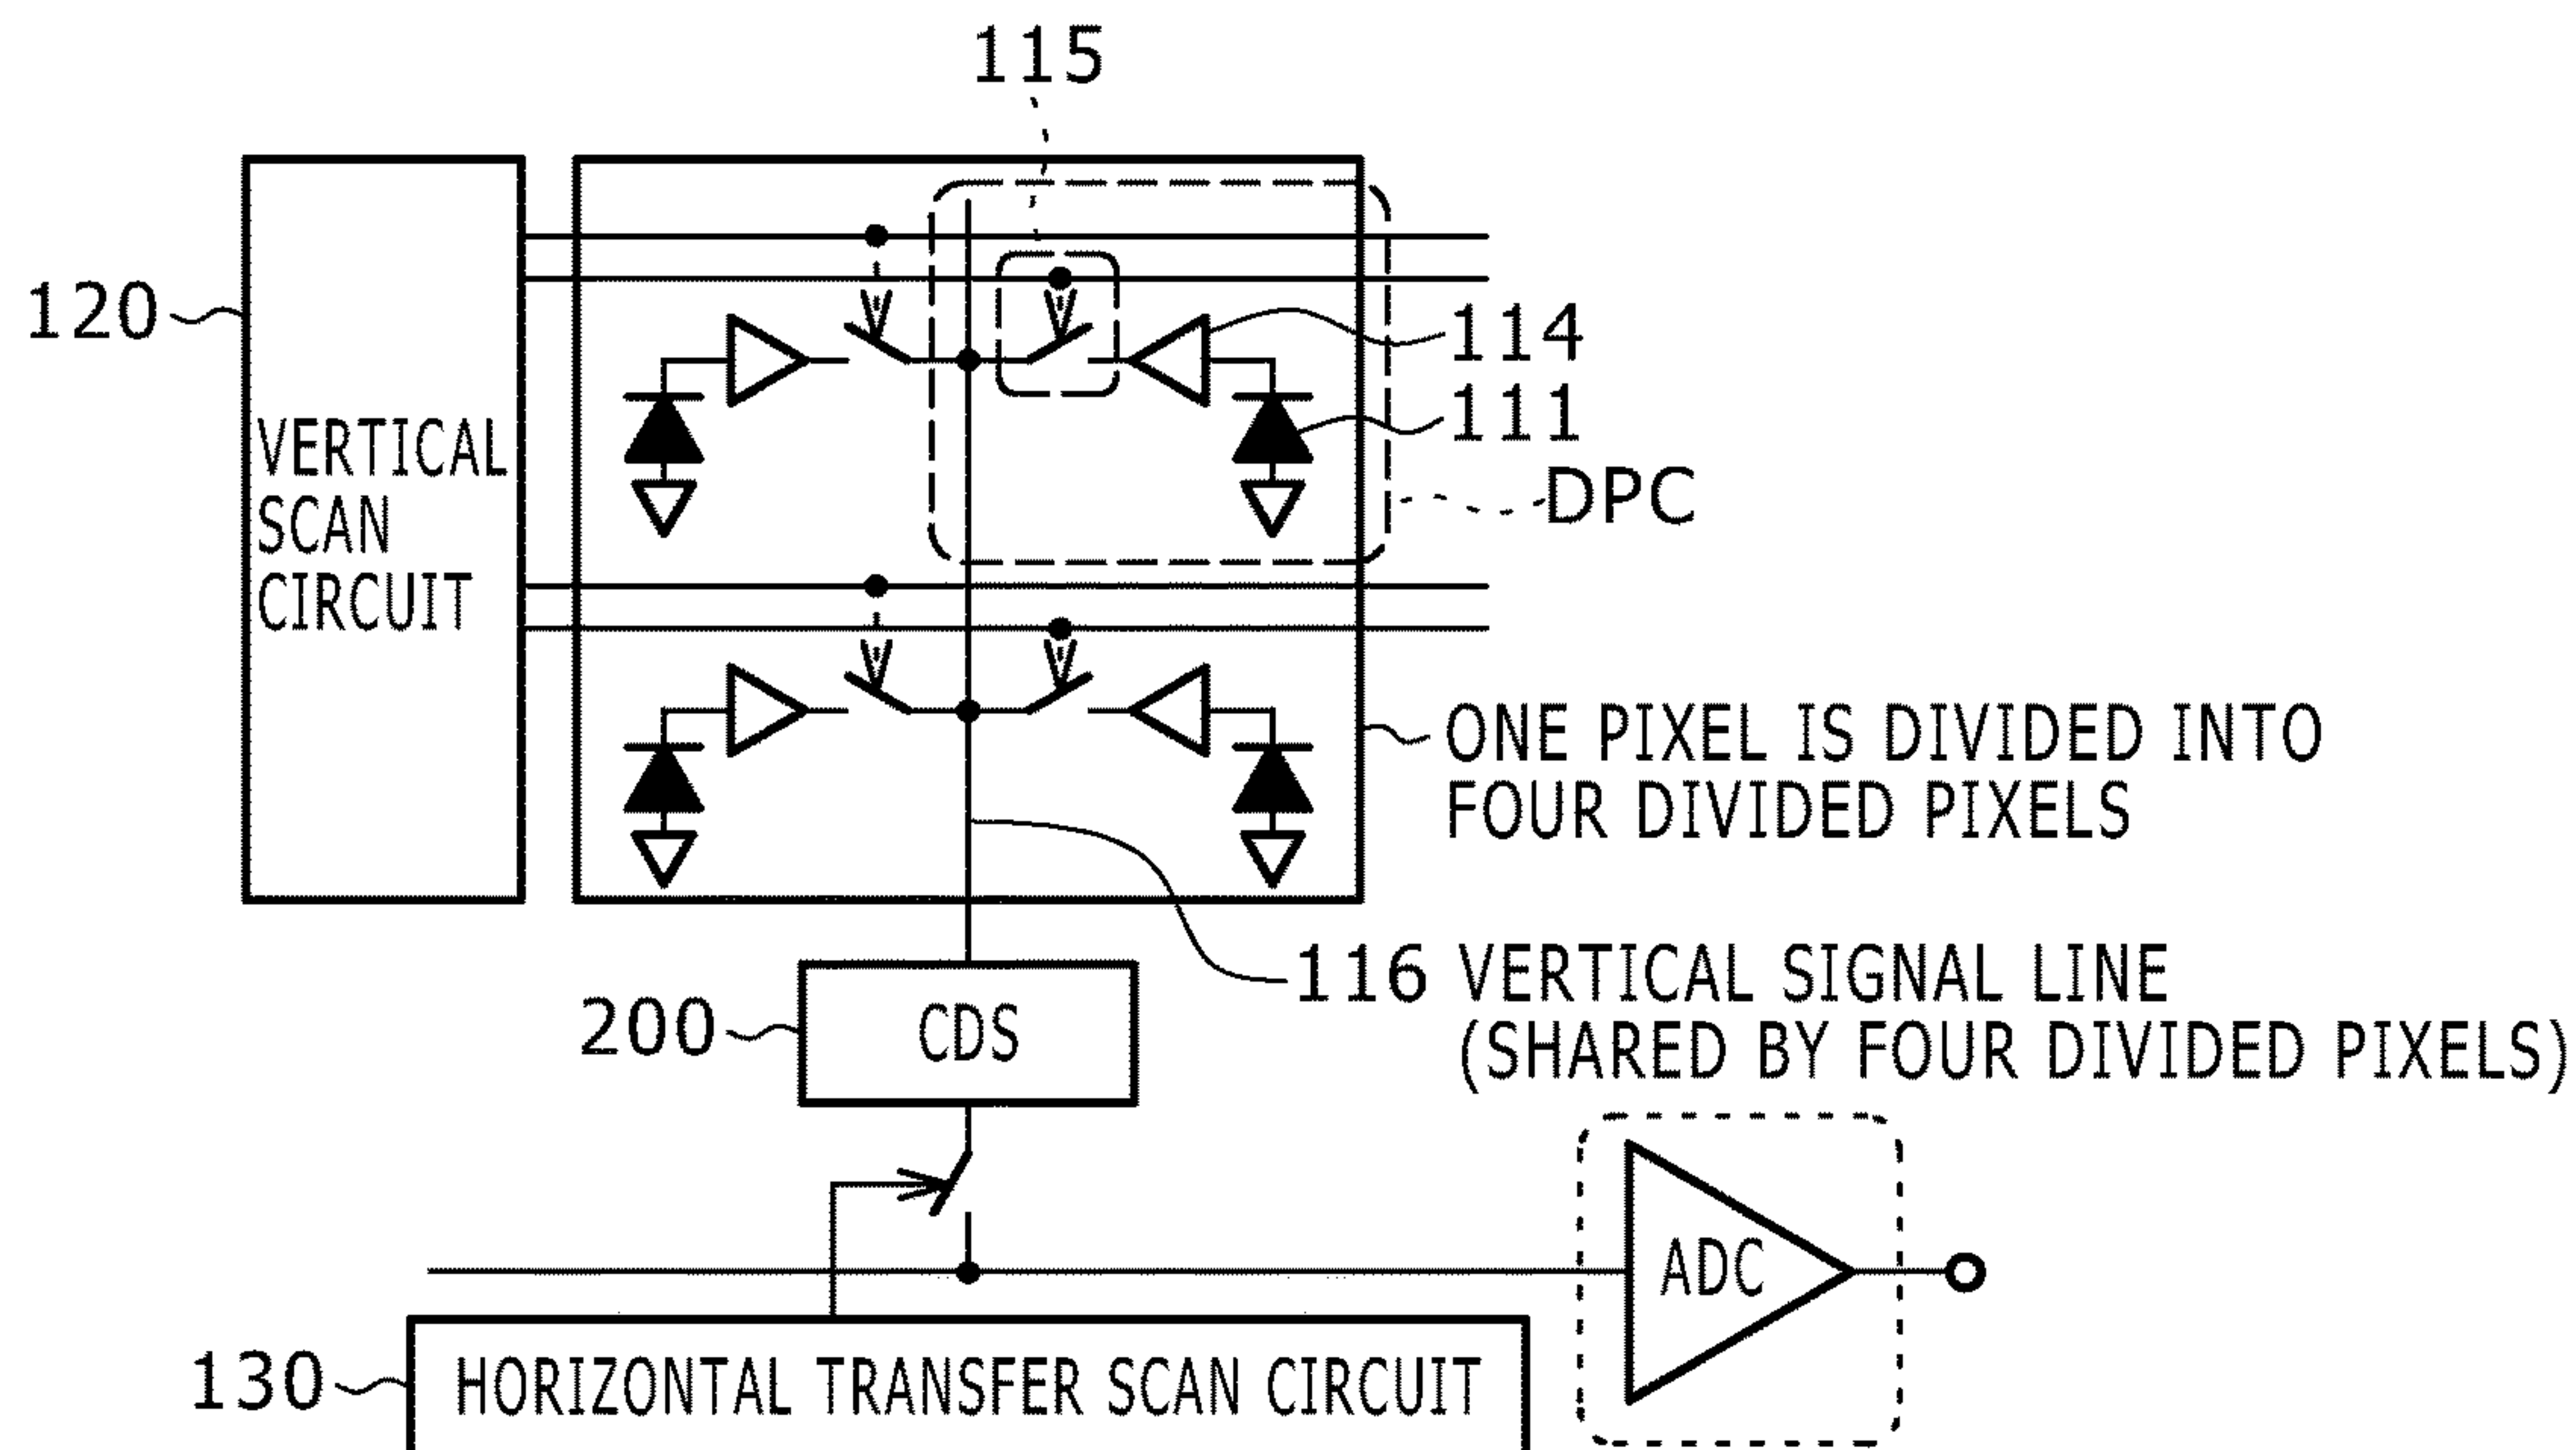 115
120
VERTICAL
SCAN
CIRCUIT
114
111
DPC
ONE PIXEL IS DIVIDED INTO
FOUR DIVIDED PIXELS
116 VERTICAL SIGNAL LINE
(SHARED BY FOUR DIVIDED PIXELS)
200
CDS
ADC
130
HORIZONTAL TRANSFER SCAN CIRCUIT